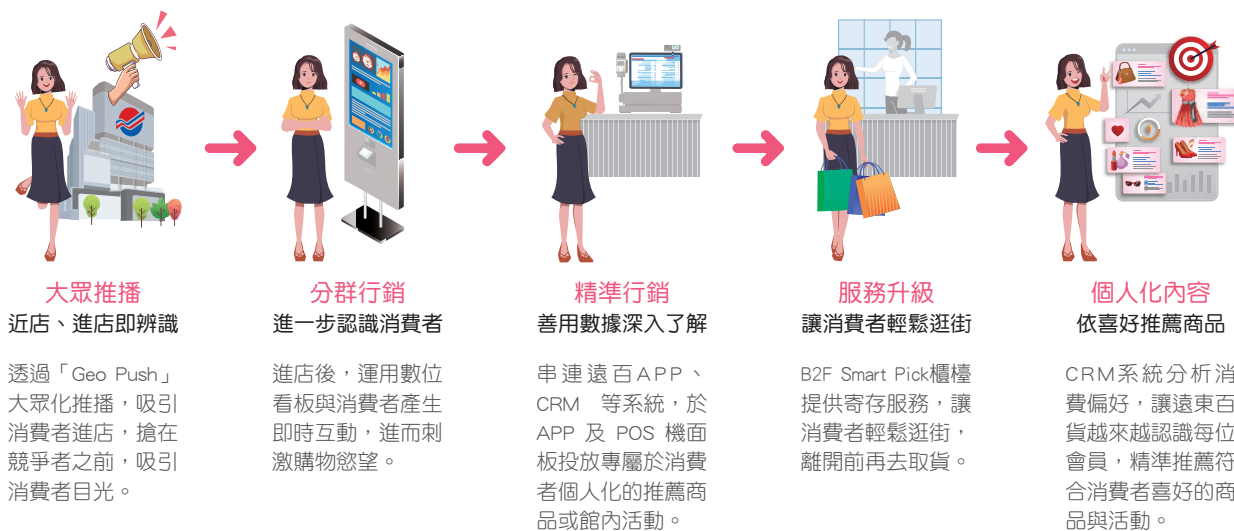 大眾推播
近店、進店即辨識
透過「Geo Push」
大眾化推播，吸引
消費者進店，搶在
競爭者之前，吸引
消費者目光。
分群行銷
進一步認識消費者
進店後，運用數位
看板與消費者產生
即時互動，進而刺
激購物慾望。
精準行銷
善用數據深入了解
串連遠百APP、
CRM 等系統，於
APP 及 POS 機面
板投放專屬於消費
者個人化的推薦商
品或館內活動。
服務升級
讓消費者輕鬆逛街
B2F Smart Pick櫃檯
提供寄存服務，讓
消費者輕鬆逛街，
離開前再去取貨。
個人化內容
依喜好推薦商品
CRM系統分析消
費偏好，讓遠東百
貨越來越認識每位
會員，精準推薦符
合消費者喜好的商
品與活動。